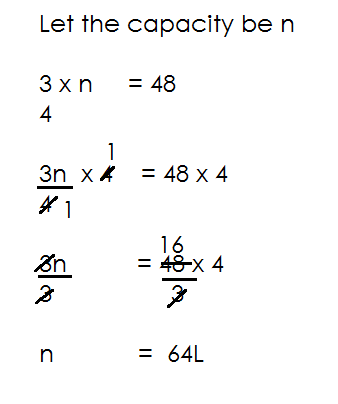 Let the capacity be n
3 x n = 48
4
1
3n x 4 = 48 x 4
4 1
16
3n = 48 x 4
3 3
n = 64L